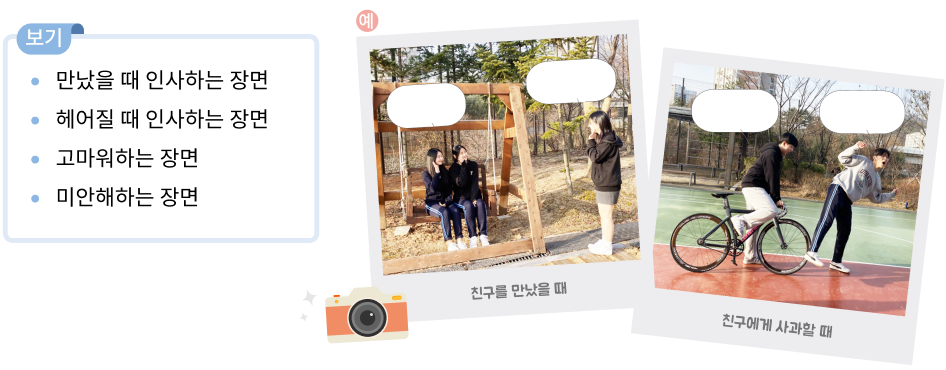 보기
만났을 때 인사하는 장면
헤어질 때 인사하는 장면
고마워하는 장면
미안해하는 장면
예
친구를 만났을 때
친구에게 사과할 때